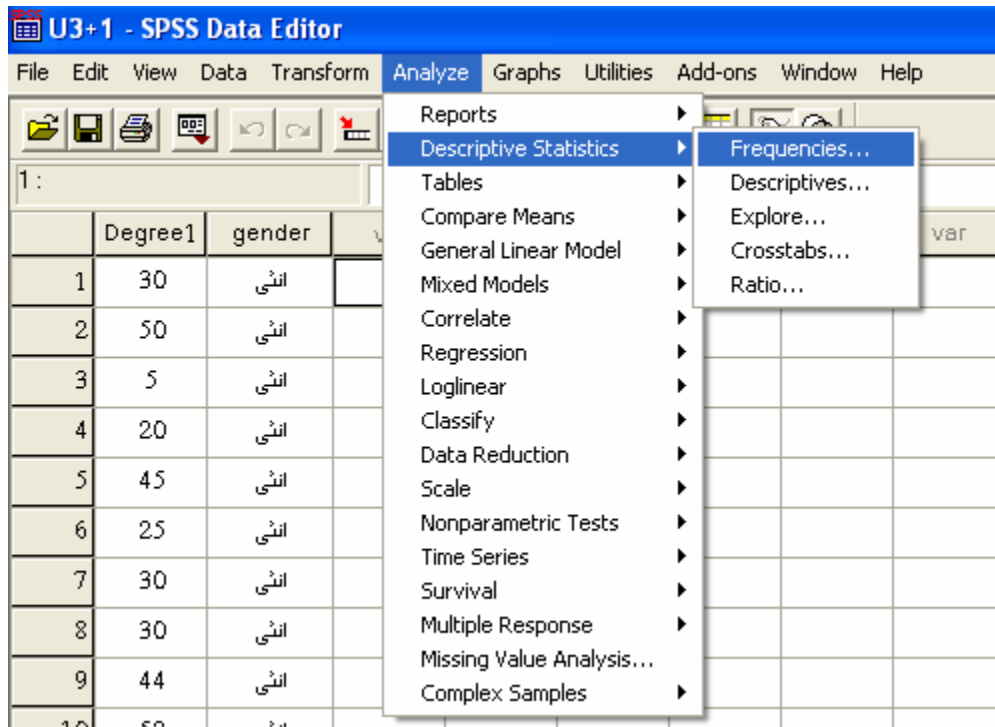 SPSS
U3+1 - SPSS Data Editor
File Edit View Data Transform Analyze Graphs Utilities Add-ons Window Help
1 :
Reports
Descriptive Statistics
Tables
Compare Means
General Linear Model
Mixed Models
Correlate
Regression
Loglinear
Classify
Data Reduction
Scale
Nonparametric Tests
Time Series
Survival
Multiple Response
Missing Value Analysis...
Complex Samples
Frequencies...
Descriptives...
Explore...
Crosstabs...
Ratio...
Degree1 gender var
1 30 انثى
2 50 انثى
3 5 انثى
4 20 انثى
5 45 انثى
6 25 انثى
7 30 انثى
8 30 انثى
9 44 انثى